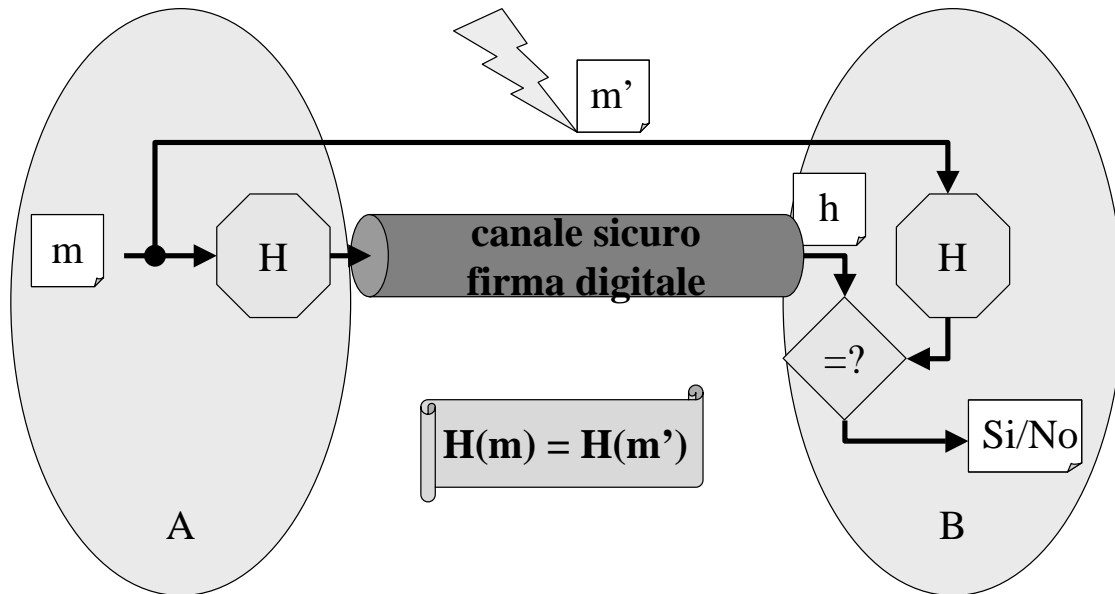 m’
h
m
H
canale sicuro
firma digitale
H
=?
H(m) = H(m’)
Si/No
A
B